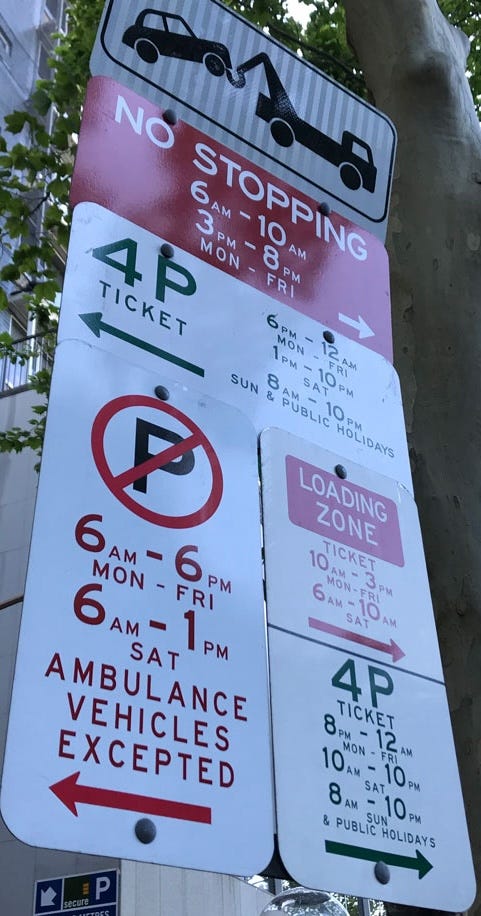 NO STOPPING
6AM - 10AM
3PM - 8PM
MON - FRI
4P
TICKET
6PM - 12AM
MON - FRI
1PM - 10PM
SAT
8AM - 10PM
SUN & PUBLIC HOLIDAYS
P
6AM - 6PM
MON - FRI
6AM - 1PM
SAT
AMBULANCE
VEHICLES
EXCEPTED
LOADING
ZONE
TICKET
10AM - 3PM
MON-FRI
6AM - 10AM
SAT
4P
TICKET
8PM - 12AM
MON - FRI
10AM - 10PM
SAT
8AM - 10PM
SUN
& PUBLIC HOLIDAYS
secure P
METRES